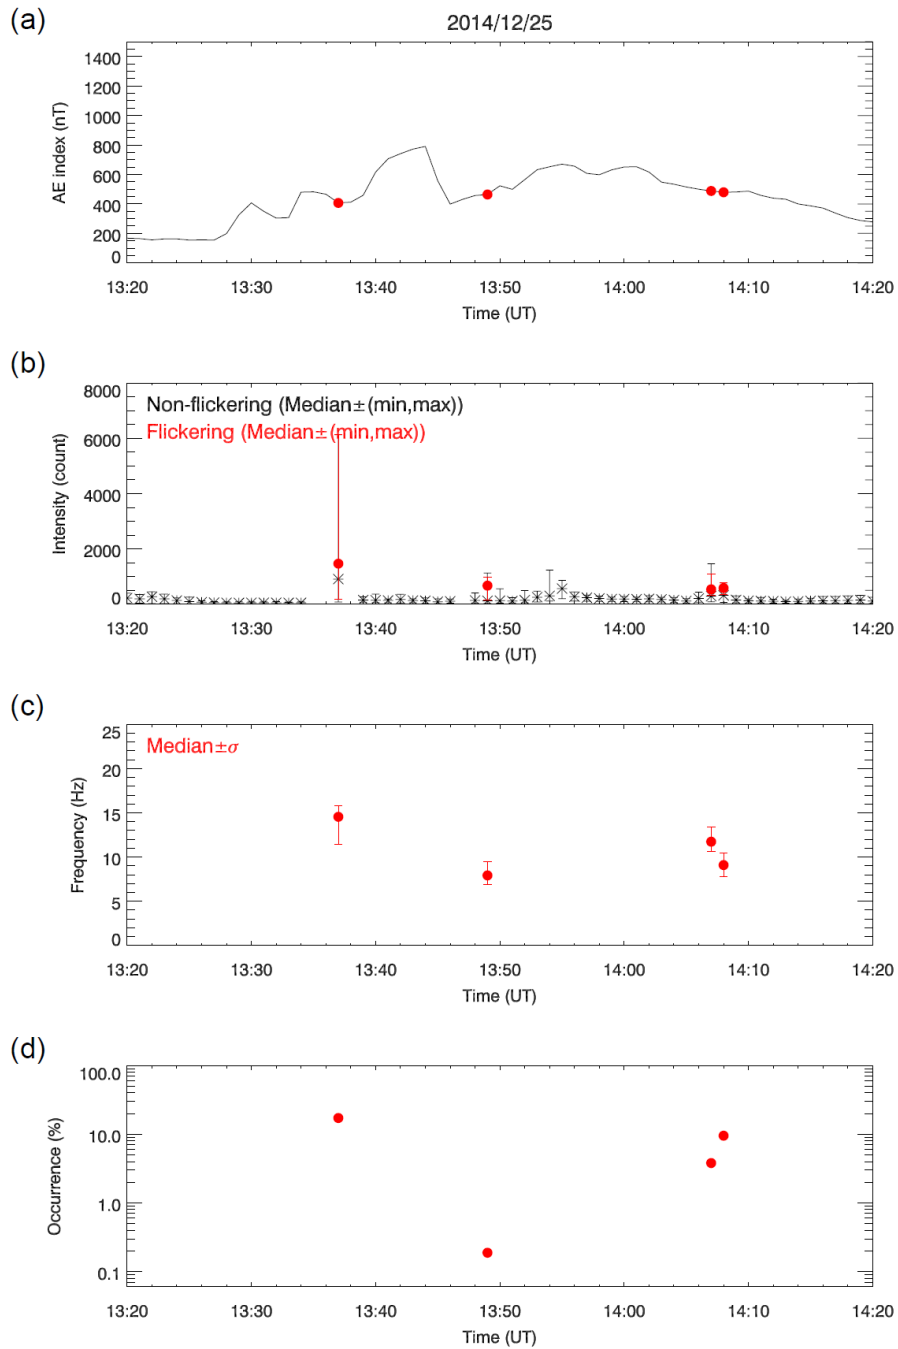 (a)
2014/12/25
1400
1200
1000
800
600
400
200
0
AE index (nT)
13:20 13:30 13:40 13:50 14:00 14:10 14:20
Time (UT)
(b)
8000
6000
4000
2000
0
Intensity (count)
Non-flickering (Median±(min,max))
Flickering (Median±(min,max))
13:20 13:30 13:40 13:50 14:00 14:10 14:20
Time (UT)
(c)
25
20
15
10
5
0
Frequency (Hz)
Median±σ
13:20 13:30 13:40 13:50 14:00 14:10 14:20
Time (UT)
(d)
100.0
10.0
1.0
0.1
Occurrence (%)
13:20 13:30 13:40 13:50 14:00 14:10 14:20
Time (UT)